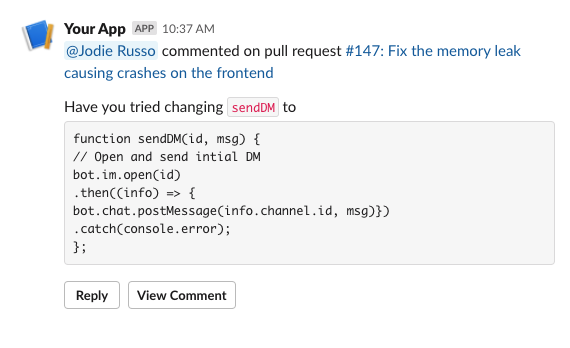 Your App APP 10:37 AM
@Jodie Russo commented on pull request #147: Fix the memory leak
causing crashes on the frontend
Have you tried changing sendDM to
function sendDM(id, msg) {
// Open and send intial DM
bot.im.open(id)
.then((info) => {
bot.chat.postMessage(info.channel.id, msg)})
.catch(console.error);
};
Reply View Comment